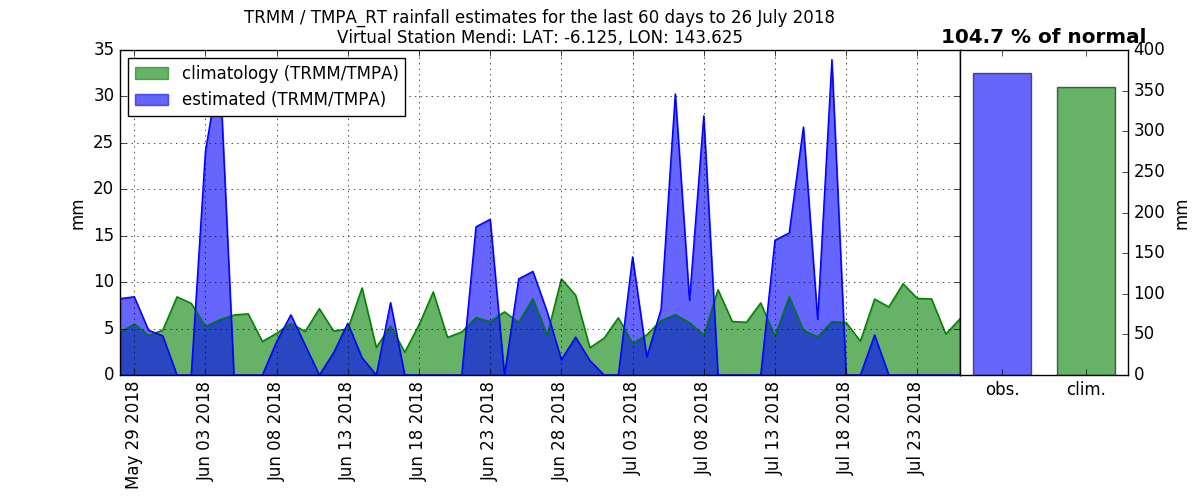 TRMM / TMPA_RT rainfall estimates for the last 60 days to 26 July 2018
Virtual Station Mendi: LAT: -6.125, LON: 143.625
104.7 % of normal
climatology (TRMM/TMPA)
estimated (TRMM/TMPA)
35
30
25
20
15
10
5
0
mm
May 29 2018
Jun 03 2018
Jun 08 2018
Jun 13 2018
Jun 18 2018
Jun 23 2018
Jun 28 2018
Jul 03 2018
Jul 08 2018
Jul 13 2018
Jul 18 2018
Jul 23 2018
obs.
clim.
400
350
300
250
200
150
100
50
0
mm